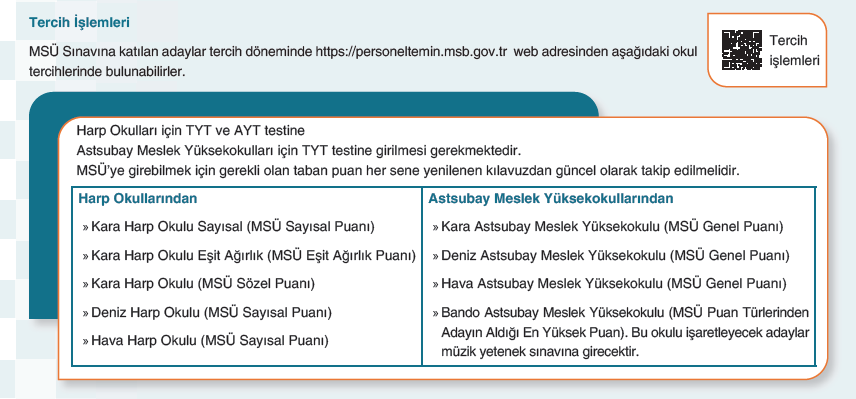 Tercih İşlemleri
MSÜ Sınavına katılan adaylar tercih döneminde https://personeltemin.msb.gov.tr web adresinden aşağıdaki okul
tercihlerinde bulunabilirler.
Tercih
işlemleri
Harp Okulları için TYT ve AYT testine
Astsubay Meslek Yüksekokulları için TYT testine girilmesi gerekmektedir.
MSÜ'ye girebilmek için gerekli olan taban puan her sene yenilenen kılavuzdan güncel olarak takip edilmelidir.
Harp Okullarından
» Kara Harp Okulu Sayısal (MSÜ Sayısal Puanı)
» Kara Harp Okulu Eşit Ağırlık (MSÜ Eşit Ağırlık Puanı)
» Kara Harp Okulu (MSÜ Sözel Puanı)
» Deniz Harp Okulu (MSÜ Sayısal Puanı)
» Hava Harp Okulu (MSÜ Sayısal Puanı)
Astsubay Meslek Yüksekokullarından
» Kara Astsubay Meslek Yüksekokulu (MSÜ Genel Puanı)
» Deniz Astsubay Meslek Yüksekokulu (MSÜ Genel Puanı)
» Hava Astsubay Meslek Yüksekokulu (MSÜ Genel Puanı)
» Bando Astsubay Meslek Yüksekokulu (MSÜ Puan Türlerinden
Adayın Aldığı En Yüksek Puan). Bu okulu işaretleyecek adaylar
müzik yetenek sınavına girecektir.